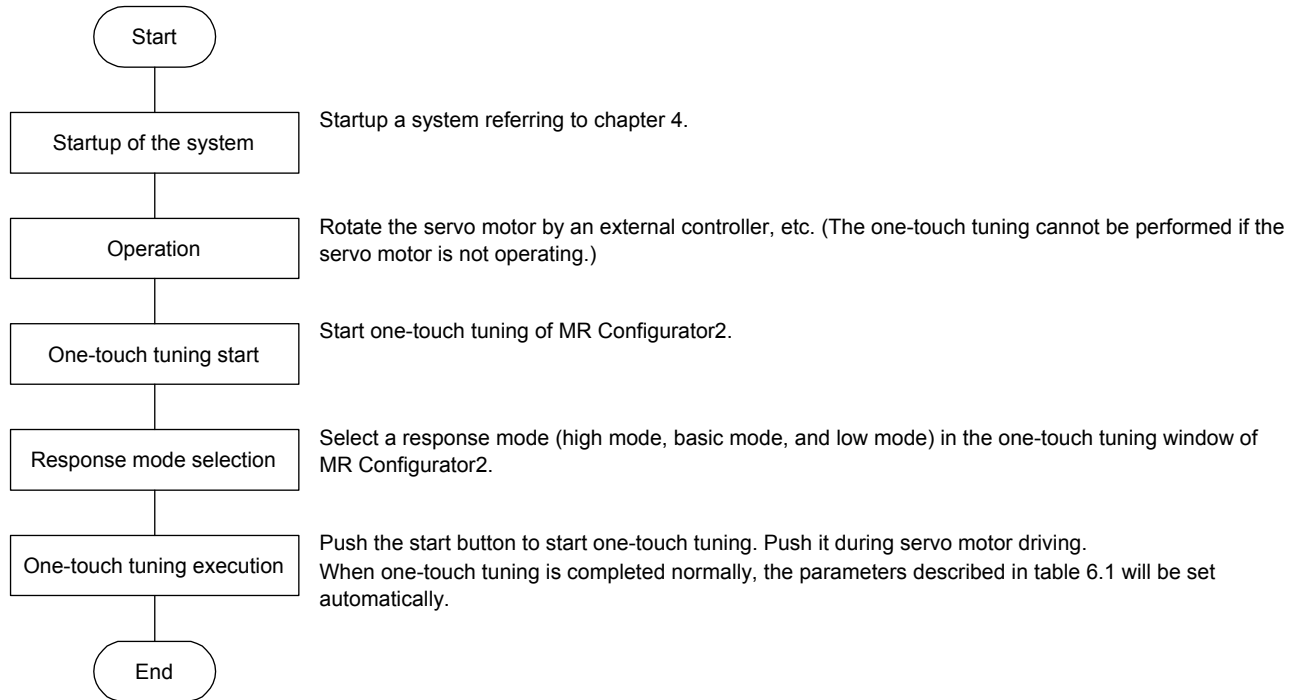 Start
Startup of the system
Startup a system referring to chapter 4.
Operation
Rotate the servo motor by an external controller, etc. (The one-touch tuning cannot be performed if the
servo motor is not operating.)
One-touch tuning start
Start one-touch tuning of MR Configurator2.
Response mode selection
Select a response mode (high mode, basic mode, and low mode) in the one-touch tuning window of
MR Configurator2.
One-touch tuning execution
Push the start button to start one-touch tuning. Push it during servo motor driving.
When one-touch tuning is completed normally, the parameters described in table 6.1 will be set
automatically.
End